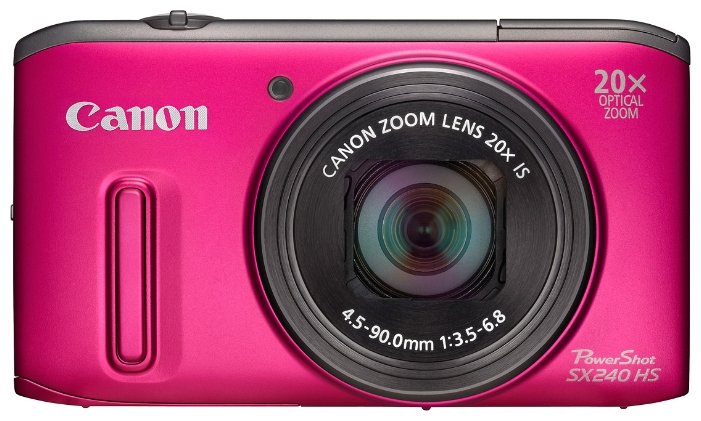 Canon
20x
OPTICAL
ZOOM
CANON ZOOM LENS 20x IS
4.5-90.0mm 1:3.5-6.8
PowerShot
SX240 HS